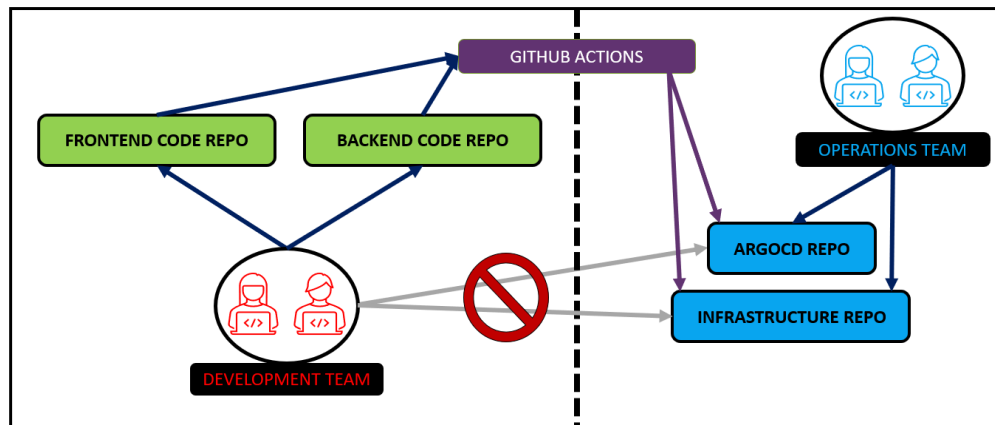 GITHUB ACTIONS
FRONTEND CODE REPO
BACKEND CODE REPO
</>
</>
OPERATIONS TEAM
ARGOCD REPO
</>
</>
INFRASTRUCTURE REPO
DEVELOPMENT TEAM